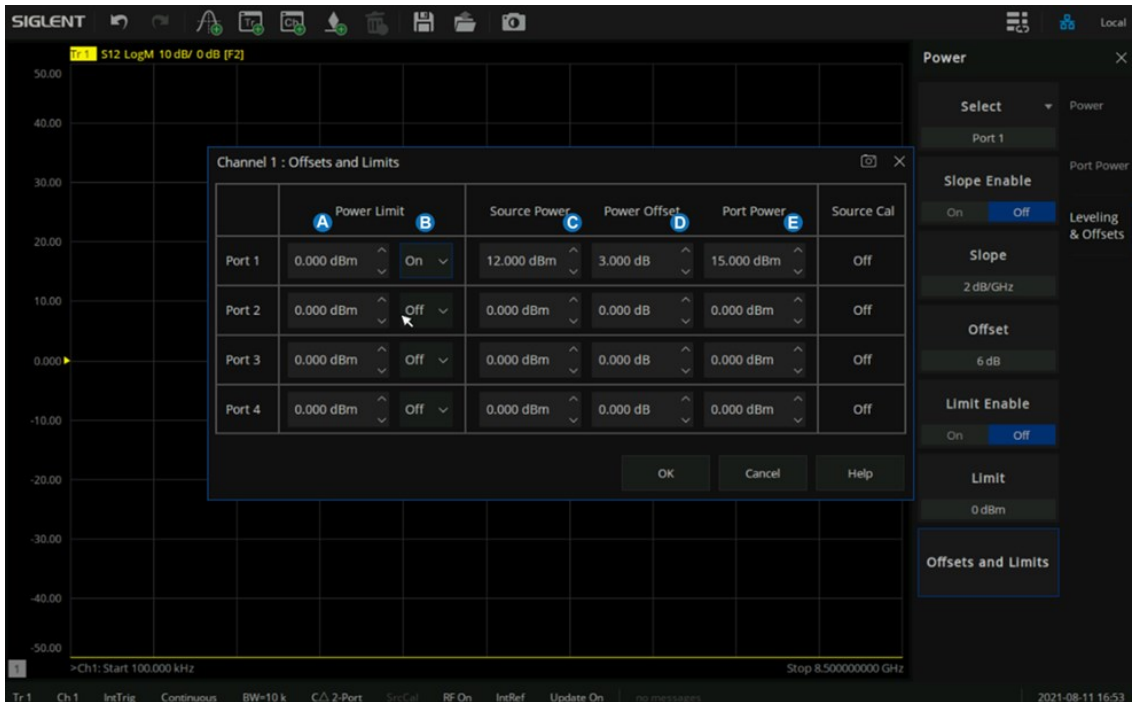 SIGLENT Local
Tr 1 S12 LogM 10 dB/ 0 dB [F2]
50.00
40.00
30.00
20.00
10.00
0.000
-10.00
-20.00
-30.00
-40.00
-50.00
Channel 1 : Offsets and Limits
Power Limit Source Power Power Offset Port Power Source Cal
A B C D E
Port 1 0.000 dBm On 12.000 dBm 3.000 dB 15.000 dBm Off
Port 2 0.000 dBm Off 0.000 dBm 0.000 dB 0.000 dBm Off
Port 3 0.000 dBm Off 0.000 dBm 0.000 dB 0.000 dBm Off
Port 4 0.000 dBm Off 0.000 dBm 0.000 dB 0.000 dBm Off
OK Cancel Help
Power
Select
Port 1
Slope Enable
On Off
Slope
2 dB/GHz
Offset
6 dB
Limit Enable
On Off
Limit
0 dBm
Offsets and Limits
Power
Port Power
Leveling
& Offsets
1 >Ch1: Start 100.000 kHz Stop 8.500000000 GHz
Tr 1 Ch 1 IntTrig Continuous BW=10 k C△ 2-Port SrcCal RF On IntRef Update On no messages 2021-08-11 16:53